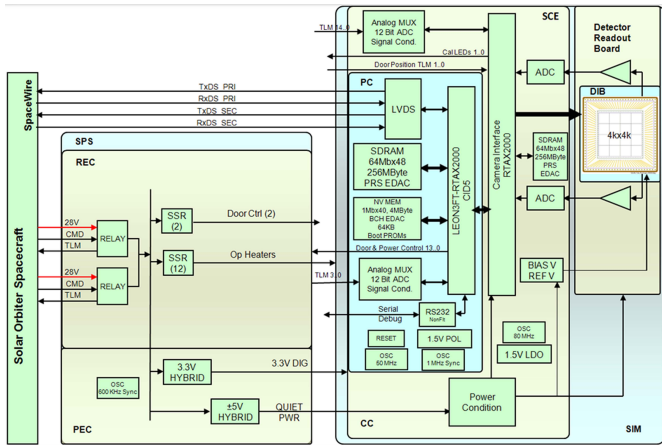 SCE
Detector
Readout
Board
TLM 14..0
Analog MUX
12 Bit ADC
Signal Cond.
Cal LEDs 1..0
Door Position TLM 1..0
ADC
DIB
4kx4k
SpaceWire
TxDS PRI
RxDS PRI
TxDS SEC
RxDS SEC
PC
LVDS
LEON3FT-RTAX2000
CID5
Camera Interface
RTAX2000
SDRAM
64Mbx48
256MByte
PRS EDAC
SDRAM
64Mbx48
256MByte
PRS
EDAC
SPS
REC
NV MEM
1Mbx40, 4MByte
BCH EDAC
64KB
Boot PROMs
ADC
Solar Orbiter Spacecraft
28V
CMD
TLM
RELAY
28V
CMD
TLM
RELAY
SSR
(2)
Door Ctrl (2)
SSR
(12)
Op Heaters
Door & Power Control 13..0
TLM 3..0
Analog MUX
12 Bit ADC
Signal Cond.
BIAS V
REF V
Serial
Debug
RS232
NonFlt
RESET
1.5V POL
OSC
60 MHz
OSC
1 MHz Sync
OSC
80 MHz
1.5V LDO
3.3V
HYBRID
3.3V DIG
OSC
800 KHz Sync
±5V
HYBRID
QUIET
PWR
Power
Condition
PEC
CC
SIM